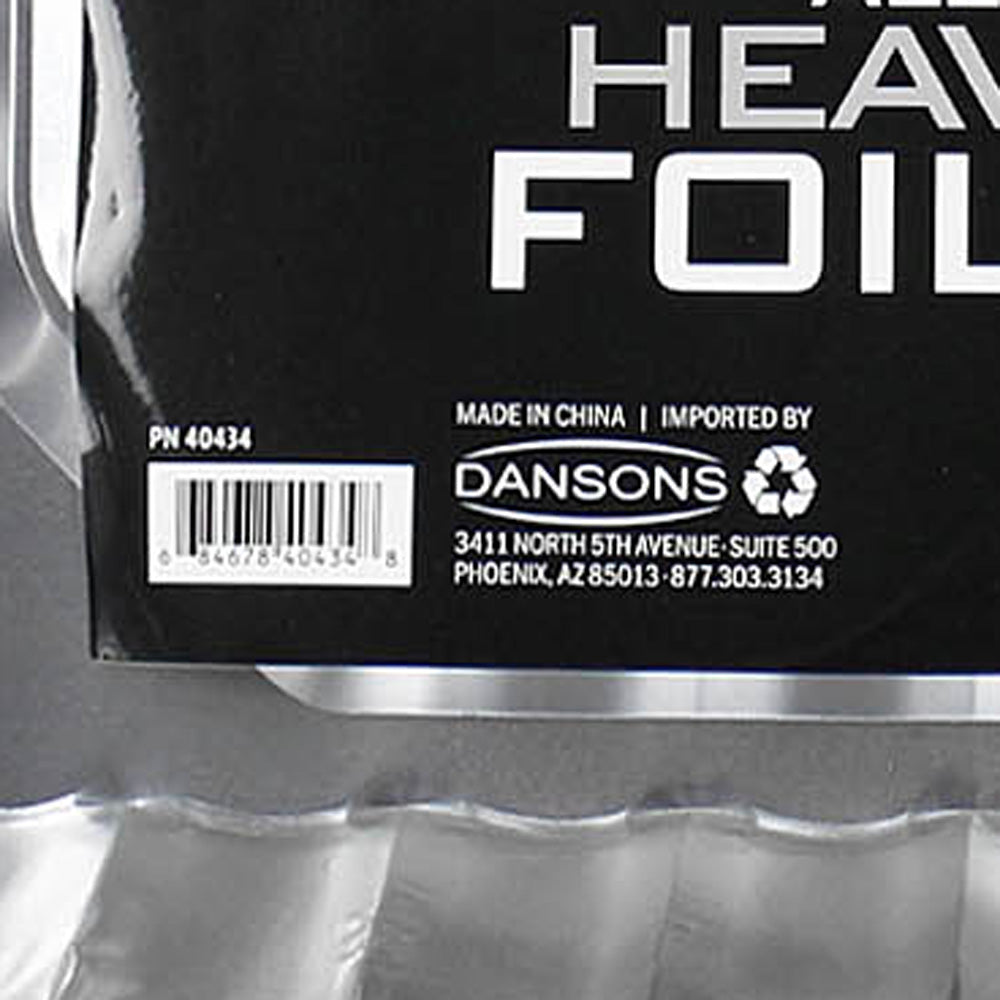 HEAV
FOIL
PN 40434
6 84678 40434 8
MADE IN CHINA | IMPORTED BY
DANSONS
3411 NORTH 5TH AVENUE·SUITE 500
PHOENIX, AZ 85013·877.303.3134